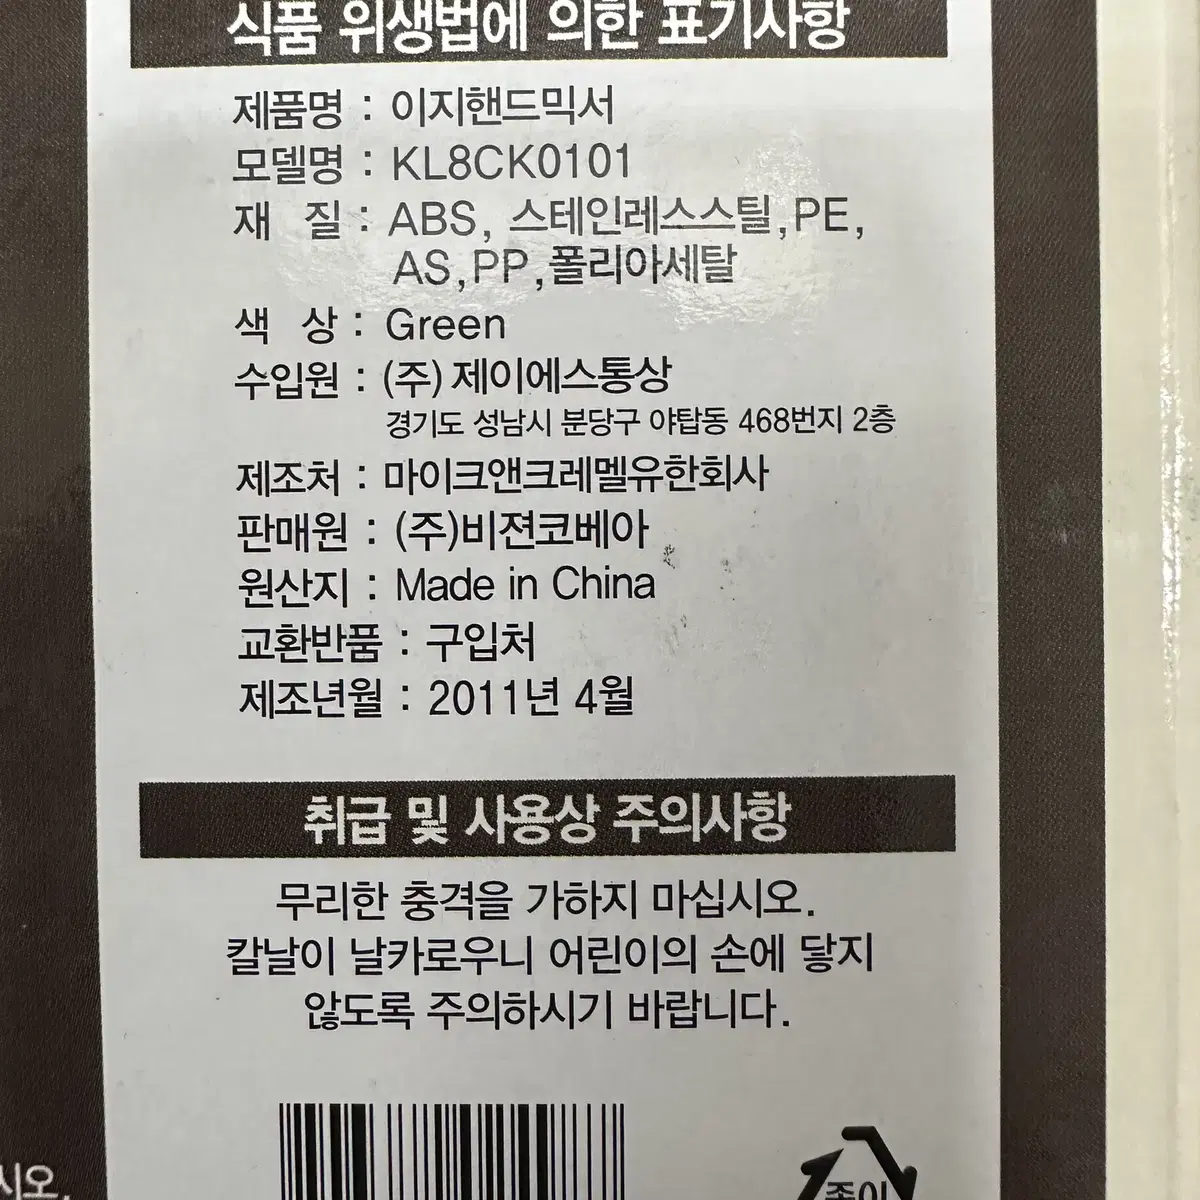 식품 위생법에 의한 표기사항
제품명 : 이지핸드믹서
모델명 : KL8CK0101
재 질 : ABS, 스테인레스스틸,PE,
AS,PP,폴리아세탈
색 상 : Green
수입원 : (주)제이에스통상
경기도 성남시 분당구 야탑동 468번지 2층
제조처 : 마이크앤크레멜유한회사
판매원 : (주)비젼코베아
원산지 : Made in China
교환반품 : 구입처
제조년월 : 2011년 4월
취급 및 사용상 주의사항
무리한 충격을 가하지 마십시오.
칼날이 날카로우니 어린이의 손에 닿지
않도록 주의하시기 바랍니다.
종이
시오.